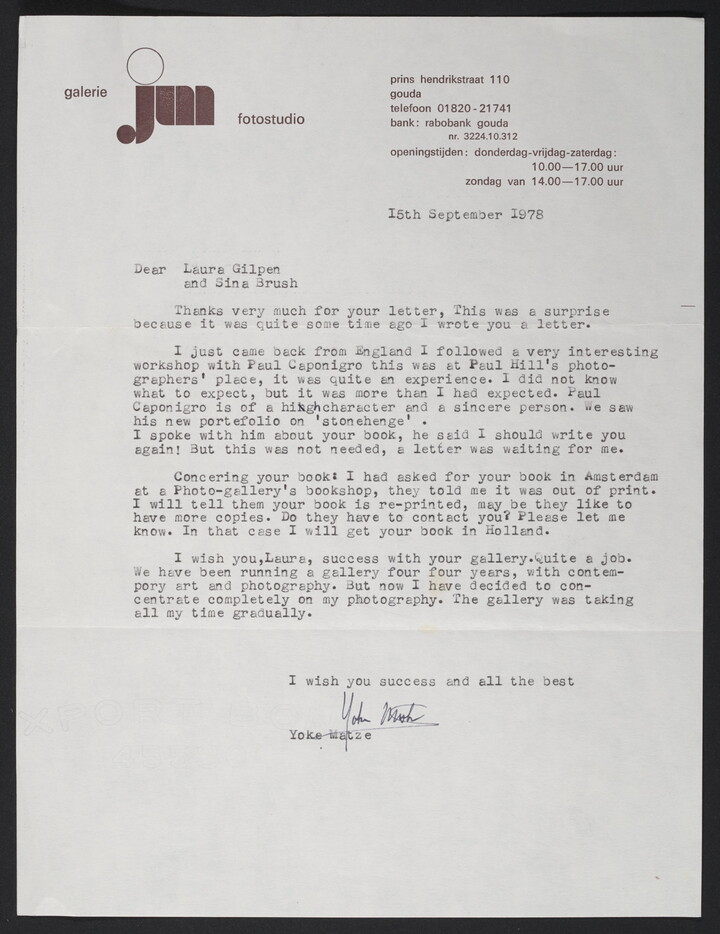 galerie
jm
fotostudio
prins hendrikstraat 110
gouda
telefoon 01820-21741
bank: rabobank gouda
nr. 3224.10.312
openingstijden: donderdag-vrijdag-zaterdag:
10.00—17.00 uur
zondag van 14.00—17.00 uur
15th September 1978
Dear Laura Gilpen
and Sina Brush
Thanks very much for your letter, This was a surprise
because it was quite some time ago I wrote you a letter.
I just came back from England I followed a very interesting
workshop with Paul Caponigro this was at Paul Hill's photo-
graphers' place, it was quite an experience. I did not know
what to expect, but it was more than I had expected. Paul
Caponigro is of a high character and a sincere person. We saw
his new portefolio on 'stonehenge' .
I spoke with him about your book, he said I should write you
again! But this was not needed, a letter was waiting for me.
Concering your book: I had asked for your book in Amsterdam
at a Photo-gallery's bookshop, they told me it was out of print.
I will tell them your book is re-printed, may be they like to
have more copies. Do they have to contact you? Please let me
know. In that case I will get your book in Holland.
I wish you,Laura, success with your gallery.Quite a job.
We have been running a gallery four four years, with contem-
pory art and photography. But now I have decided to con-
centrate completely on my photography. The gallery was taking
all my time gradually.
I wish you success and all the best
Yoke Matze